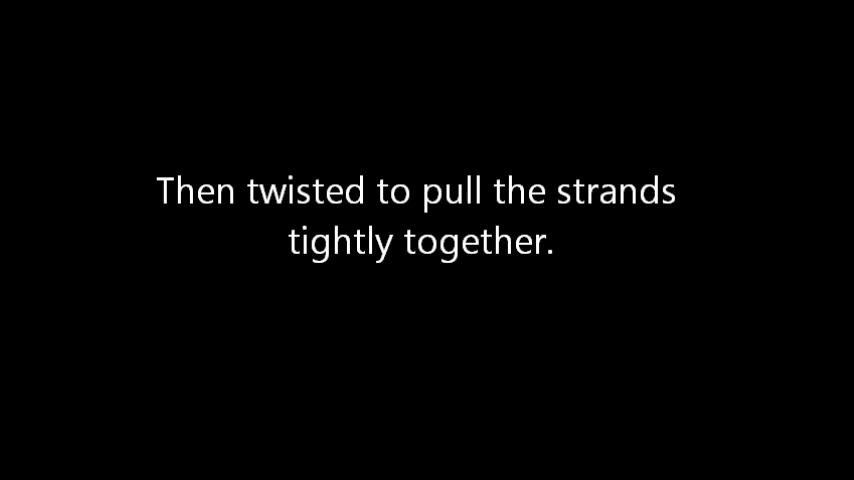 Then twisted to pull the strands
tightly together.